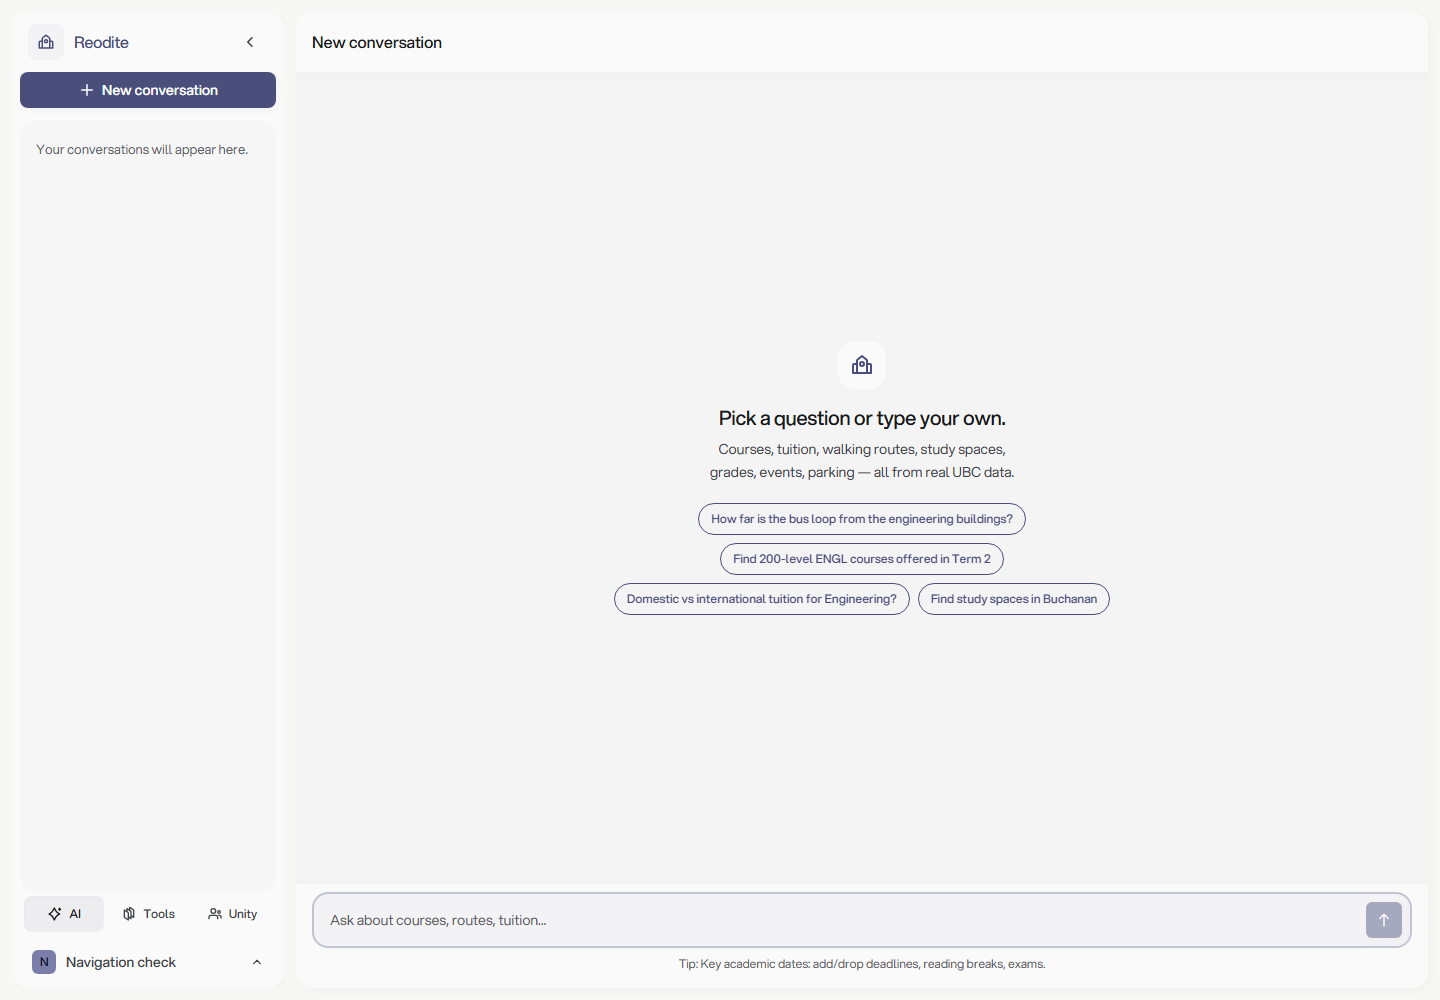 Reodite
New conversation
Your conversations will appear here.
AI
Tools
Unity
N
Navigation check
New conversation
Pick a question or type your own.
Courses, tuition, walking routes, study spaces,
grades, events, parking — all from real UBC data.
How far is the bus loop from the engineering buildings?
Find 200-level ENGL courses offered in Term 2
Domestic vs international tuition for Engineering?
Find study spaces in Buchanan
Ask about courses, routes, tuition...
Tip: Key academic dates: add/drop deadlines, reading breaks, exams.